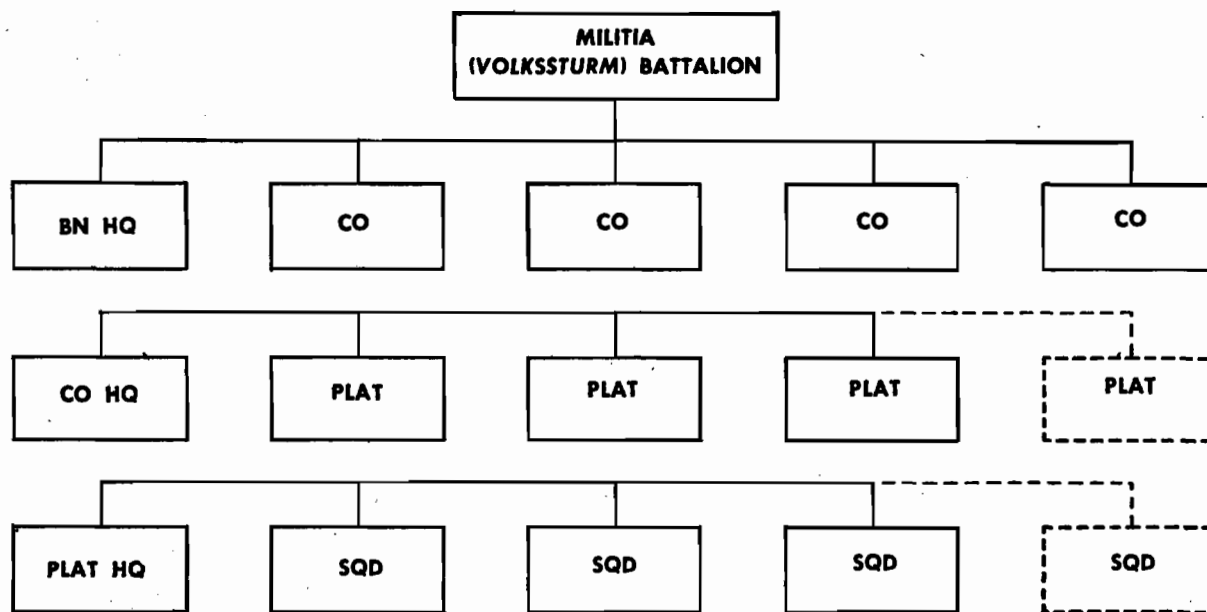 MILITIA
(VOLKSSTURM) BATTALION
BN HQ
CO
CO
CO
CO
CO HQ
PLAT
PLAT
PLAT
PLAT
PLAT HQ
SQD
SQD
SQD
SQD